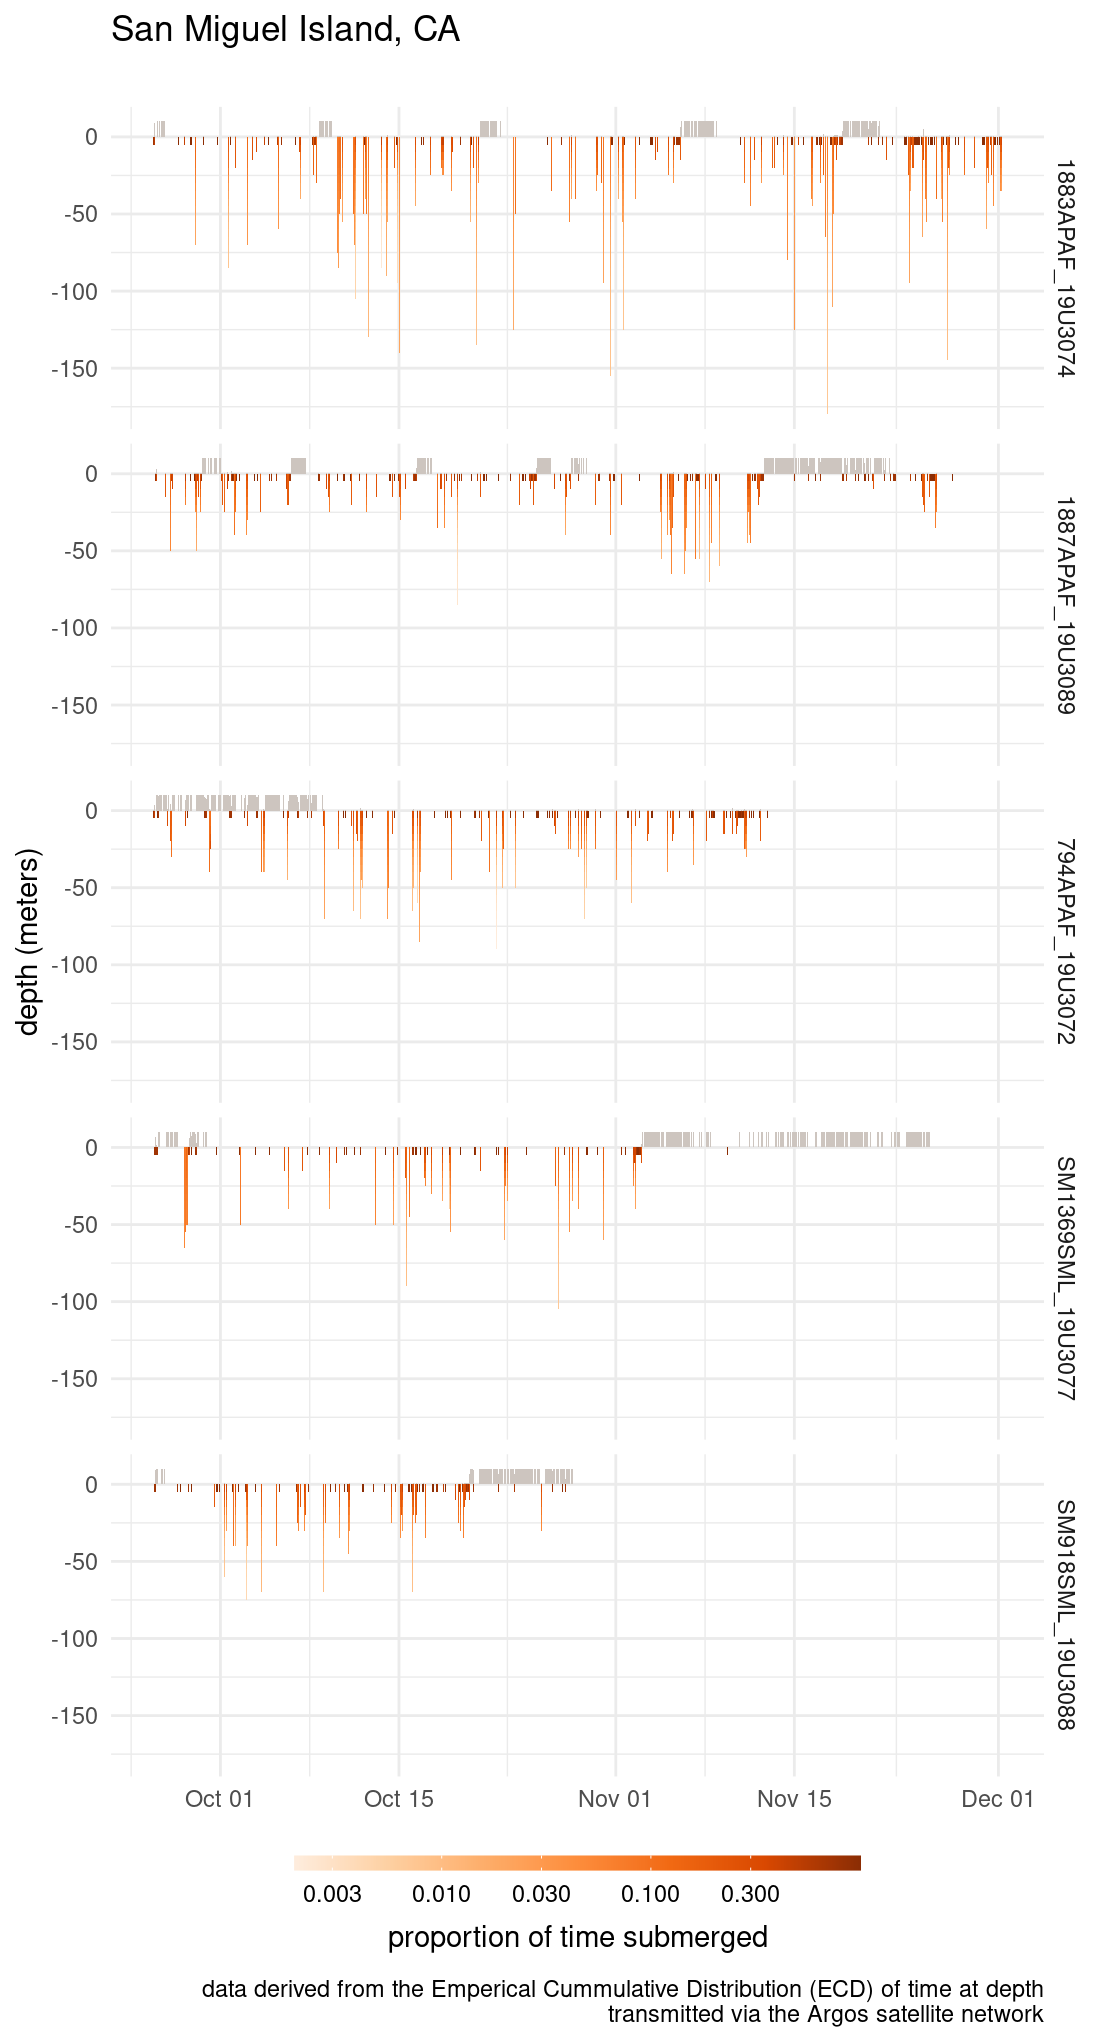 San Miguel Island, CA
0
-50
-100
-150
1883APAF_19U3074
0
-50
-100
-150
1887APAF_19U3089
depth (meters)
0
-50
-100
-150
794APAF_19U3072
0
-50
-100
-150
SM1369SML_19U3077
0
-50
-100
-150
SM918SML_19U3088
Oct 01 Oct 15 Nov 01 Nov 15 Dec 01
0.003 0.010 0.030 0.100 0.300
proportion of time submerged
data derived from the Emperical Cummulative Distribution (ECD) of time at depth
transmitted via the Argos satellite network